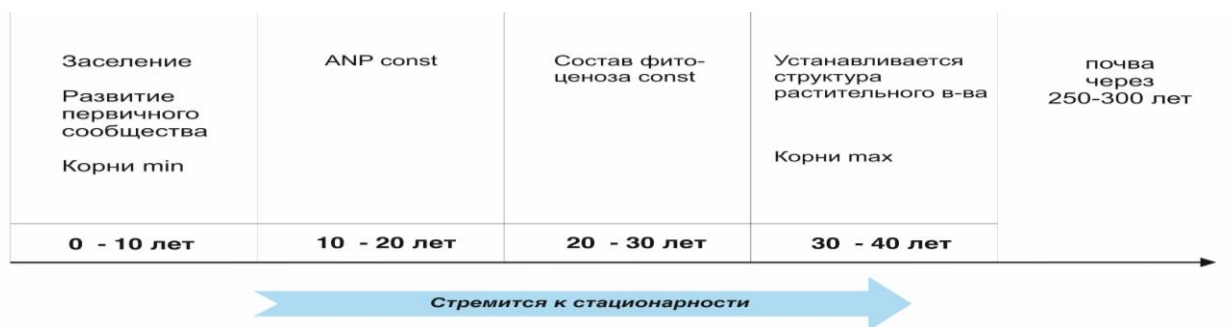 Заселение
Развитие
первичного
сообщества
Корни min
ANP const
Состав фито-
ценоза const
Устанавливается
структура
растительного в-ва
Корни max
почва
через
250-300 лет
0 - 10 лет
10 - 20 лет
20 - 30 лет
30 - 40 лет
Стремится к стационарности